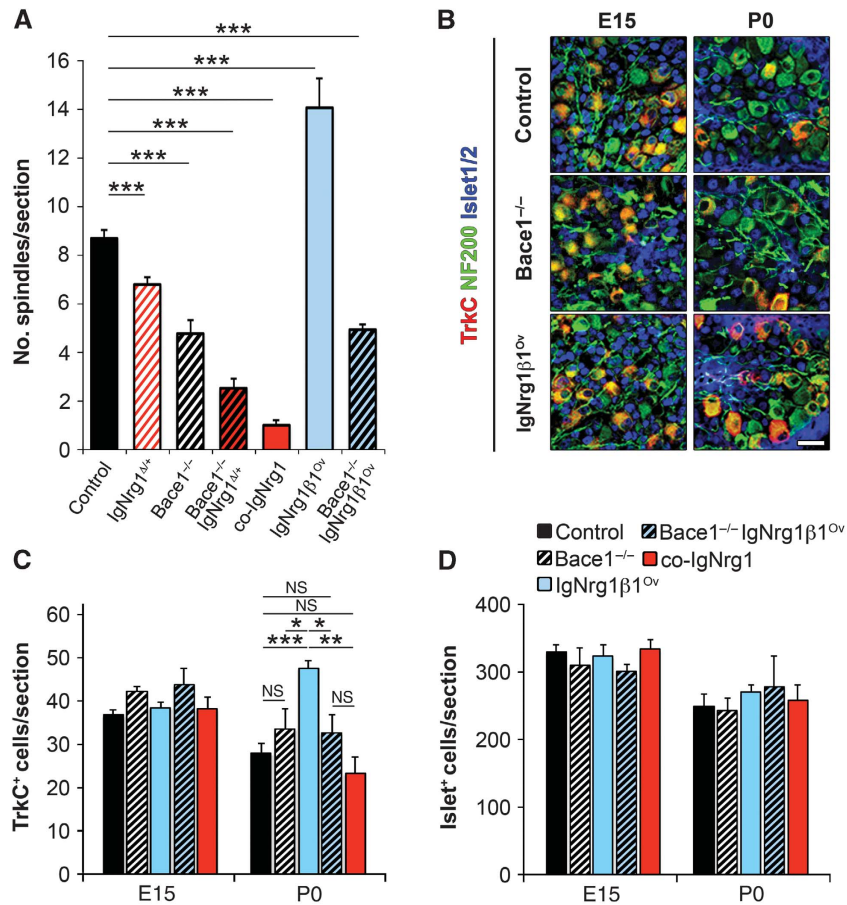 A
***
***
***
***
***
***
No. spindles/section
16
14
12
10
8
6
4
2
0
Control
IgNrg1Δ/+
Bace1−/−
Bace1−/−
IgNrg1Δ/+
co-IgNrg1
IgNrg1β1Ov
Bace1−/−
IgNrg1β1Ov
B
E15 P0
TrkC NF200 Islet1/2
Control
Bace1−/−
IgNrg1β1Ov
Control
Bace1−/− IgNrg1β1Ov
Bace1−/−
co-IgNrg1
IgNrg1β1Ov
C
TrkC+ cells/section
60
50
40
30
20
10
0
NS
NS
* *
*** **
NS
NS
E15 P0
D
Islet+ cells/section
400
300
200
100
0
E15 P0